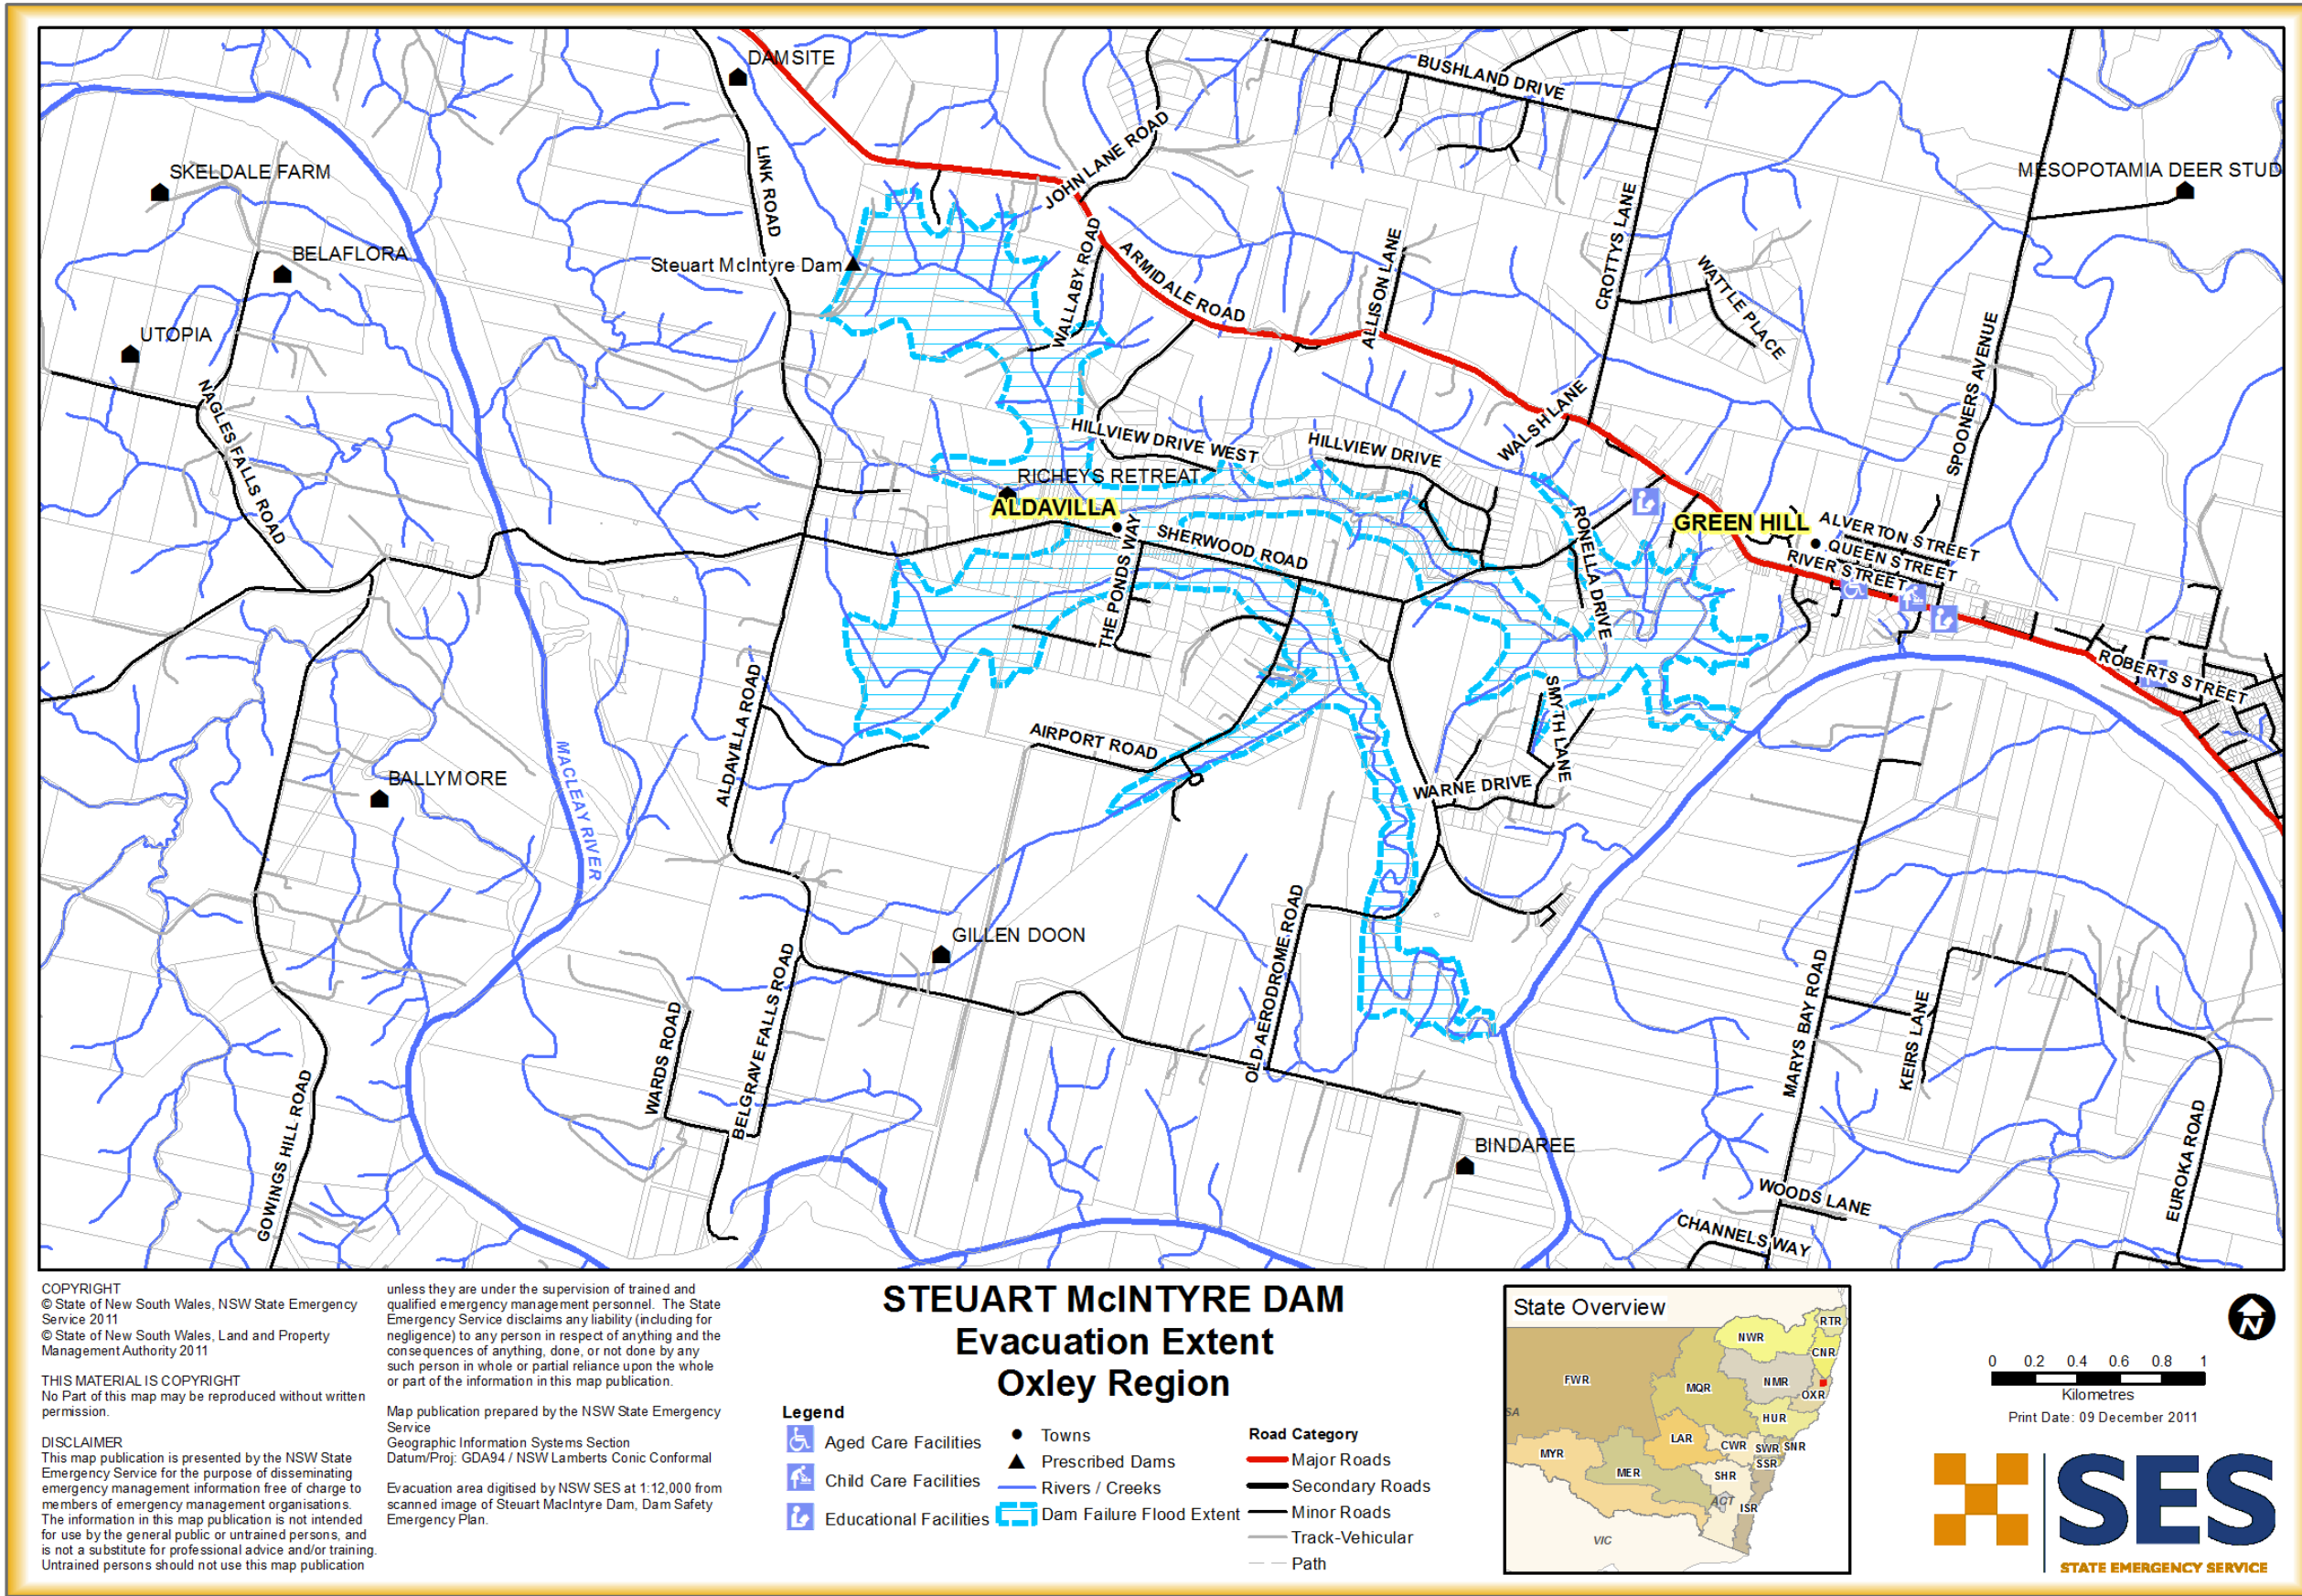 DAMSITE
BUSHLAND DRIVE
SKELDALE FARM
LINK ROAD
JOHN LANE ROAD
MESOPOTAMIA DEER STUD
BELAFLORA
Steuart McIntyre Dam
WALLABY ROAD
ARMIDALE ROAD
ALLISON LANE
CROTTYS LANE
WATTLE PLACE
UTOPIA
NAGLES FALLS ROAD
SPOONERS AVENUE
WALSH LANE
HILLVIEW DRIVE WEST
HILLVIEW DRIVE
RICHEYS RETREAT
ALDAVILLA
THE PONDS WAY
SHERWOOD ROAD
RONELLA DRIVE
GREEN HILL
ALVERTON STREET
QUEEN STREET
RIVER STREET
ROBERTS STREET
ALDAVILLA ROAD
AIRPORT ROAD
SMYTH LANE
WARNE DRIVE
MACLEAY RIVER
BALLYMORE
GILLEN DOON
OLD AERODROME ROAD
BELGRAVE FALLS ROAD
WARDS ROAD
GOWINGS HILL ROAD
MARYS BAY ROAD
KEIRS LANE
EUROKA ROAD
BINDAREE
WOODS LANE
CHANNELS WAY
COPYRIGHT
© State of New South Wales, NSW State Emergency
Service 2011
© State of New South Wales, Land and Property
Management Authority 2011
THIS MATERIAL IS COPYRIGHT
No Part of this map may be reproduced without written
permission.
DISCLAIMER
This map publication is presented by the NSW State
Emergency Service for the purpose of disseminating
emergency management information free of charge to
members of emergency management organisations.
The information in this map publication is not intended
for use by the general public or untrained persons, and
is not a substitute for professional advice and/or training.
Untrained persons should not use this map publication
unless they are under the supervision of trained and
qualified emergency management personnel. The State
Emergency Service disclaims any liability (including for
negligence) to any person in respect of anything and the
consequences of anything, done, or not done by any
such person in whole or partial reliance upon the whole
or part of the information in this map publication.
Map publication prepared by the NSW State Emergency
Service
Geographic Information Systems Section
Datum/Proj: GDA94 / NSW Lamberts Conic Conformal
Evacuation area digitised by NSW SES at 1:12,000 from
scanned image of Steuart MacIntyre Dam, Dam Safety
Emergency Plan.
STEUART McINTYRE DAM
Evacuation Extent
Oxley Region
Legend
Aged Care Facilities
Child Care Facilities
Educational Facilities
Towns
Prescribed Dams
Rivers / Creeks
Dam Failure Flood Extent
Road Category
Major Roads
Secondary Roads
Minor Roads
Track-Vehicular
Path
State Overview
RTR
NWR
CNR
FWR
MQR
NMR
OXR
SA
HUR
LAR
CWR
SWR
SNR
MYR
SSR
MER
SHR
ACT
ISR
VIC
N
0 0.2 0.4 0.6 0.8 1
Kilometres
Print Date: 09 December 2011
SES
STATE EMERGENCY SERVICE